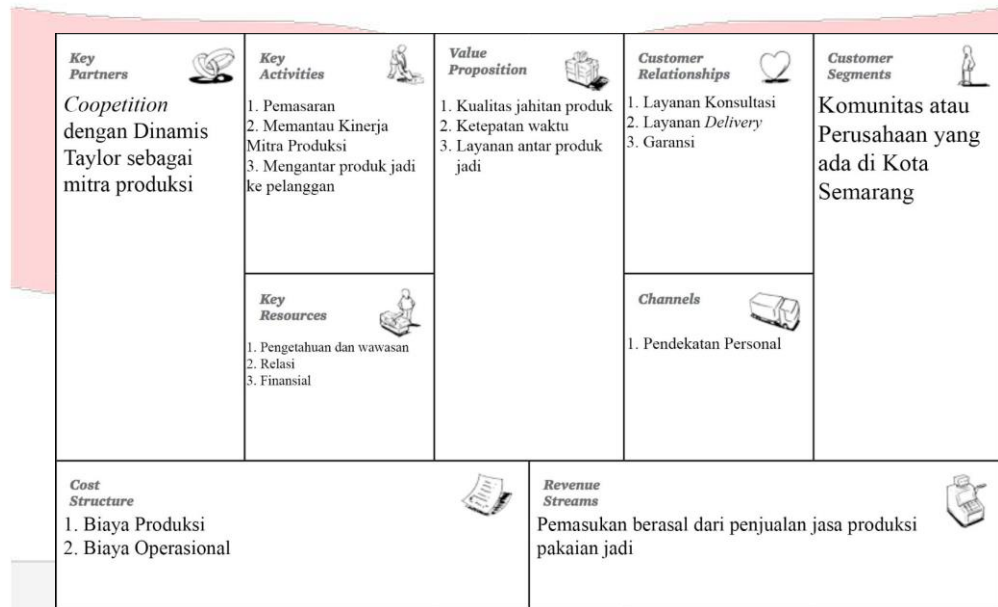 Key
Partners
Coopetition
dengan Dinamis
Taylor sebagai
mitra produksi
Key
Activities
1. Pemasaran
2. Memantau Kinerja
Mitra Produksi
3. Mengantar produk jadi
ke pelanggan
Key
Resources
1. Pengetahuan dan wawasan
2. Relasi
3. Finansial
Value
Proposition
1. Kualitas jahitan produk
2. Ketepatan waktu
3. Layanan antar produk
jadi
Customer
Relationships
1. Layanan Konsultasi
2. Layanan Delivery
3. Garansi
Channels
1. Pendekatan Personal
Customer
Segments
Komunitas atau
Perusahaan yang
ada di Kota
Semarang
Cost
Structure
1. Biaya Produksi
2. Biaya Operasional
Revenue
Streams
Pemasukan berasal dari penjualan jasa produksi
pakaian jadi